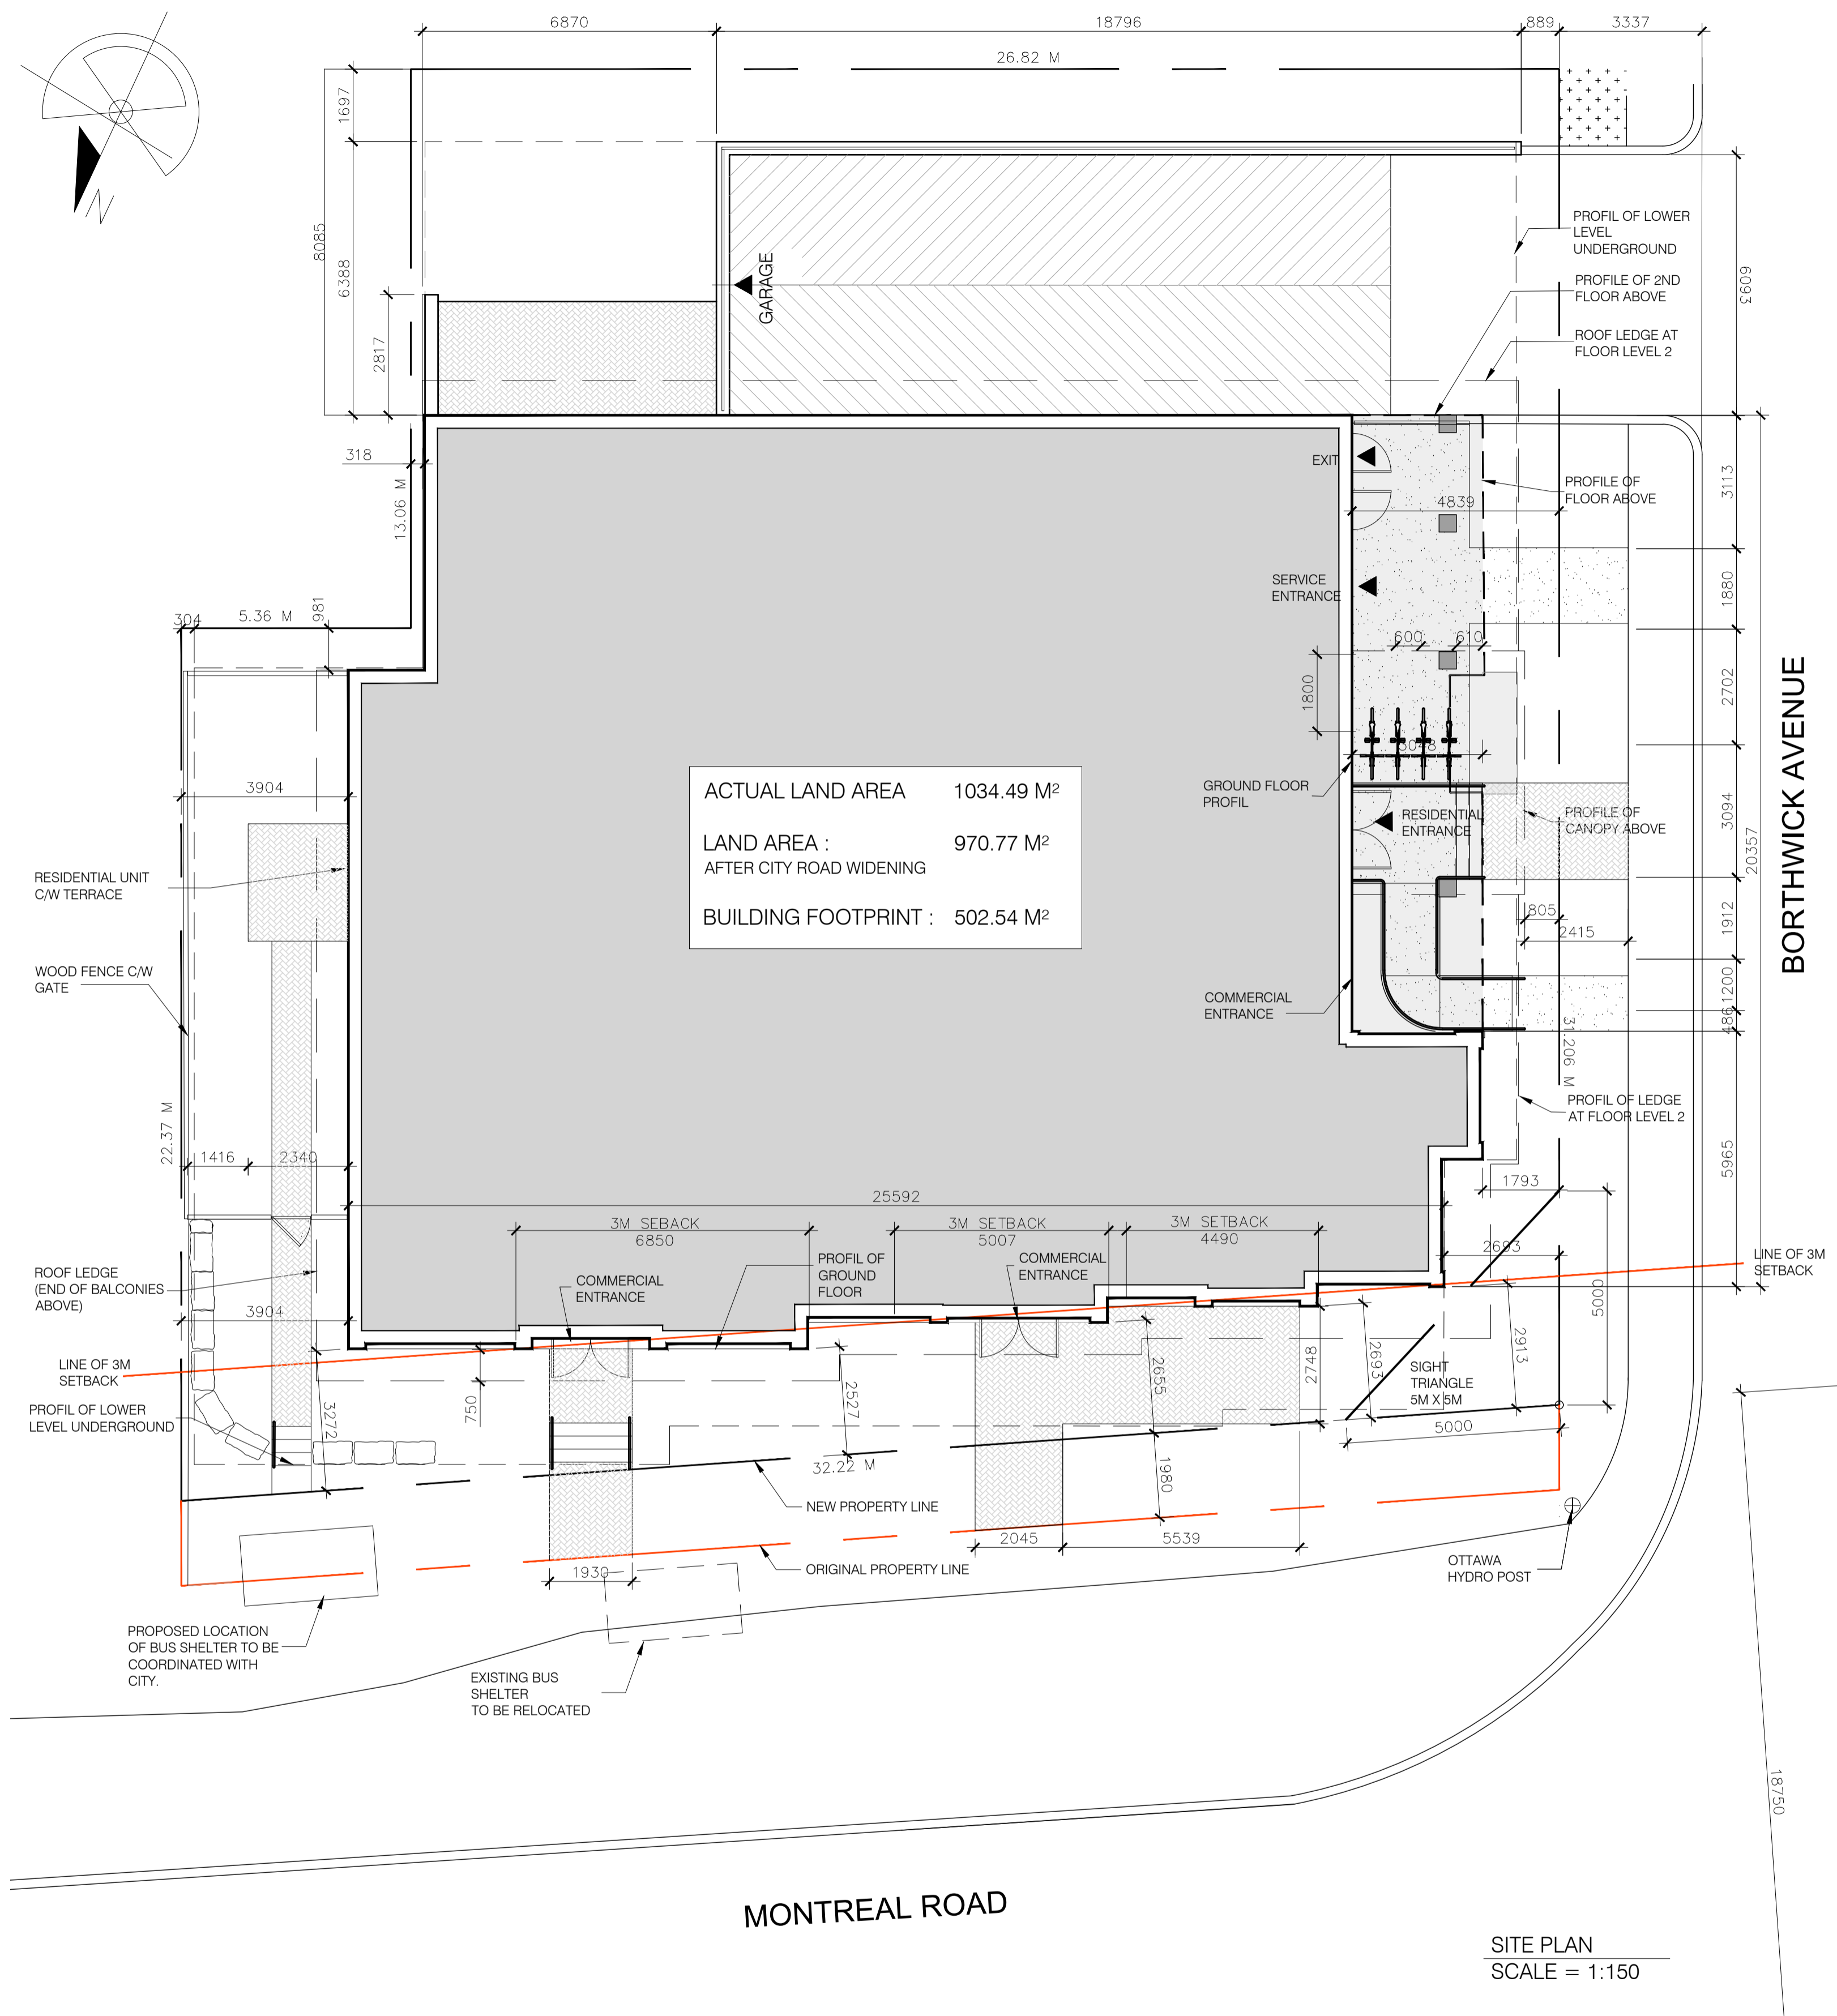 6870
18796
889
3337
26.82 M
1697
8085
6388
2817
N
GARAGE
6093
PROFIL OF LOWER
LEVEL
UNDERGROUND
PROFILE OF 2ND
FLOOR ABOVE
ROOF LEDGE AT
FLOOR LEVEL 2
318
13.06 M
EXIT
4839
PROFILE OF
FLOOR ABOVE
3113
304
5.36 M
981
SERVICE
ENTRANCE
1880
600
610
1800
2702
3048
BORTHWICK AVENUE
3904
ACTUAL LAND AREA 1034.49 M²
LAND AREA : 970.77 M²
AFTER CITY ROAD WIDENING
BUILDING FOOTPRINT : 502.54 M²
GROUND FLOOR
PROFIL
RESIDENTIAL
ENTRANCE
PROFILE OF
CANOPY ABOVE
3094
20357
RESIDENTIAL UNIT
C/W TERRACE
805
2415
1912
WOOD FENCE C/W
GATE
COMMERCIAL
ENTRANCE
1200
486
31.206 M
PROFIL OF LEDGE
AT FLOOR LEVEL 2
22.37 M
1416
2340
5965
1793
25592
3M SEBACK
6850
3M SETBACK
5007
3M SETBACK
4490
2693
LINE OF 3M
SETBACK
ROOF LEDGE
(END OF BALCONIES
ABOVE)
COMMERCIAL
ENTRANCE
PROFIL OF
GROUND
FLOOR
COMMERCIAL
ENTRANCE
5000
3904
LINE OF 3M
SETBACK
750
2527
2655
2748
2693
2913
SIGHT
TRIANGLE
5M X 5M
PROFIL OF LOWER
LEVEL UNDERGROUND
3272
5000
32.22 M
1980
NEW PROPERTY LINE
2045
5539
ORIGINAL PROPERTY LINE
1930
OTTAWA
HYDRO POST
PROPOSED LOCATION
OF BUS SHELTER TO BE
COORDINATED WITH
CITY.
EXISTING BUS
SHELTER
TO BE RELOCATED
18750
MONTREAL ROAD
SITE PLAN
SCALE = 1:150